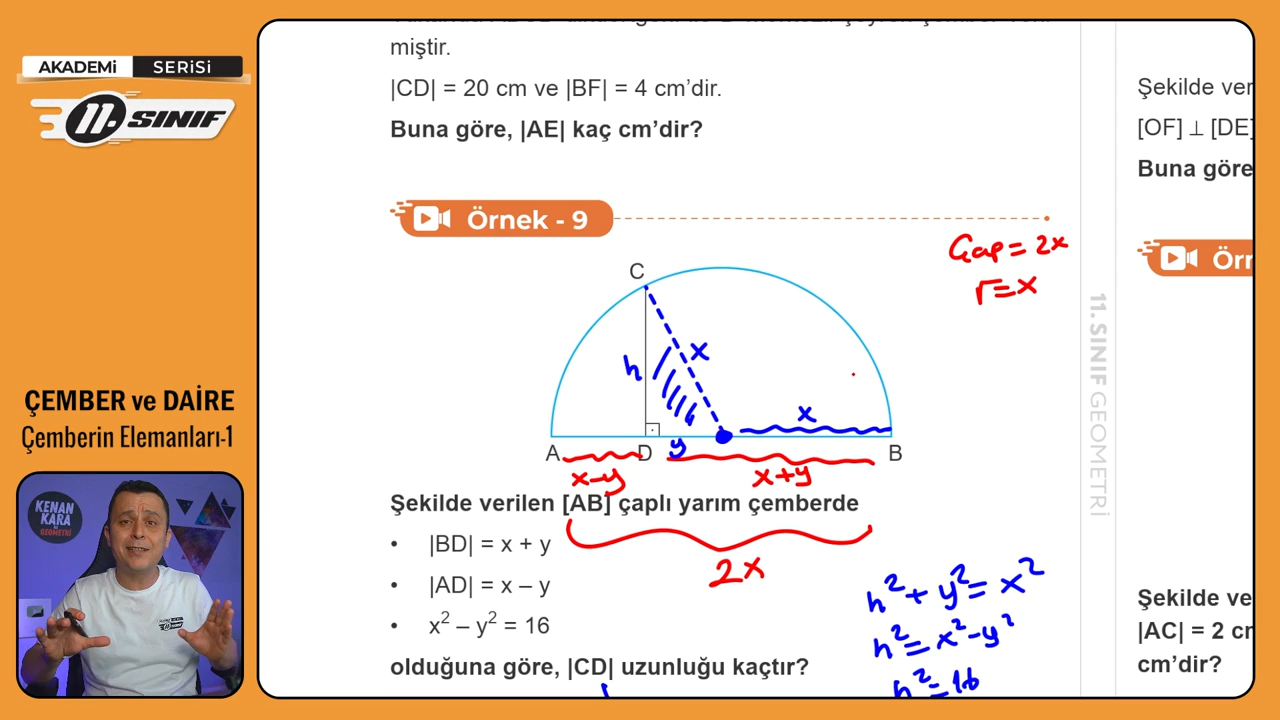 AKADEMİ SERİSİ
11. SINIF
ÇEMBER ve DAİRE
Çemberin Elemanları-1
KENAN
KARA
GEOMETRİ
miştir.
|CD| = 20 cm ve |BF| = 4 cm’dir.
Buna göre, |AE| kaç cm’dir?
Örnek - 9
Çap = 2x
r = x
C
h
x
x
A
D
y
B
x-y
x+y
Şekilde verilen [AB] çaplı yarım çemberde
2x
• |BD| = x + y
• |AD| = x – y
• x² – y² = 16
olduğuna göre, |CD| uzunluğu kaçtır?
h² + y² = x²
h² = x² - y²
h² = 16
11. SINIF GEOMETRİ
Şekilde ver
[OF] ⊥ [DE]
Buna göre
Örr
Şekilde ve
|AC| = 2 cr
cm’dir?